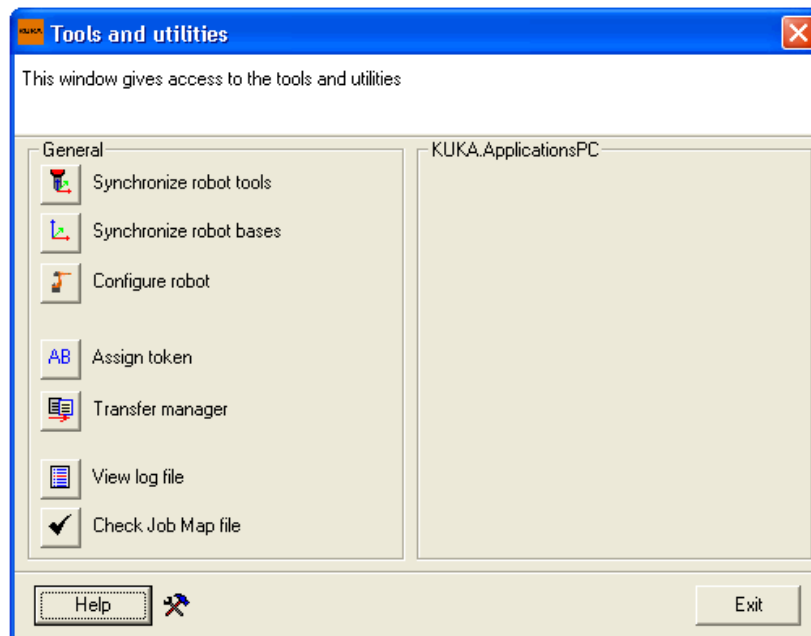 KUKA Tools and utilities
This window gives access to the tools and utilities
General
Synchronize robot tools
Synchronize robot bases
Configure robot
AB Assign token
Transfer manager
View log file
Check Job Map file
KUKA.ApplicationsPC
Help
Exit